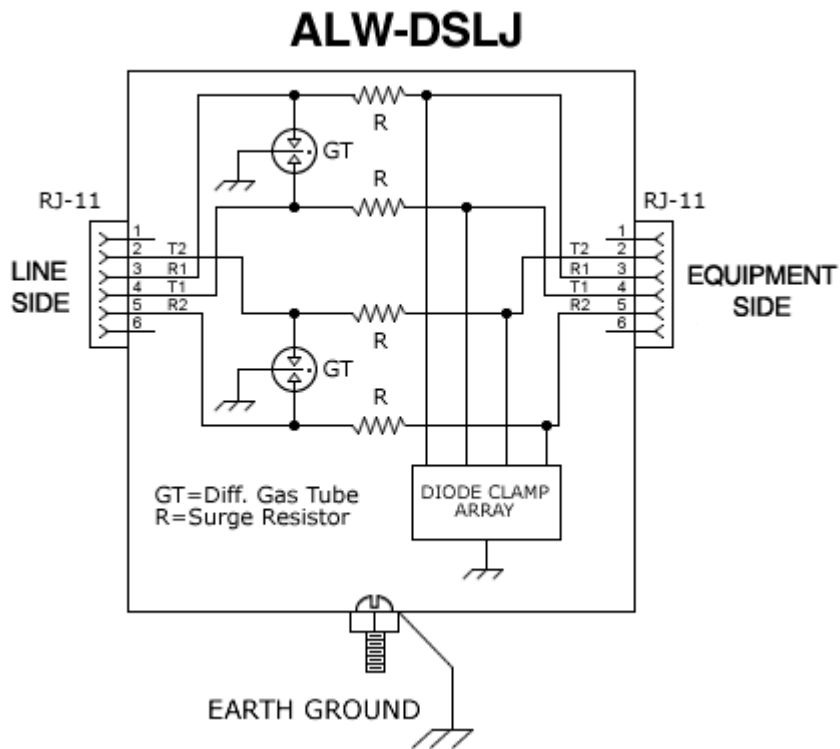 ALW-DSLJ
R
GT
R
RJ-11
RJ-11
LINE
SIDE
1
2 T2
3 R1
4 T1
5 R2
6
1
T2 2
R1 3
T1 4
R2 5
6
EQUIPMENT
SIDE
R
GT
R
GT=Diff. Gas Tube
R=Surge Resistor
DIODE CLAMP
ARRAY
EARTH GROUND